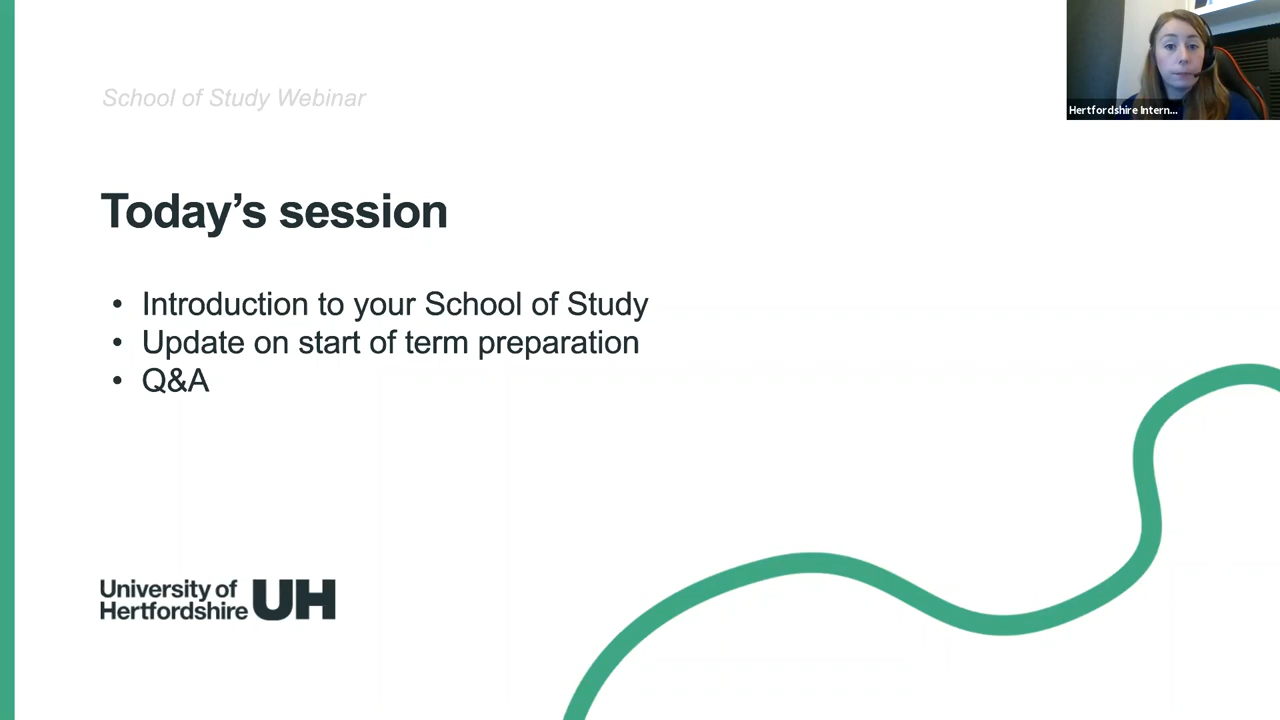 School of Study Webinar
Hertfordshire Intern...
Today's session
• Introduction to your School of Study
• Update on start of term preparation
• Q&A
University of
Hertfordshire UH